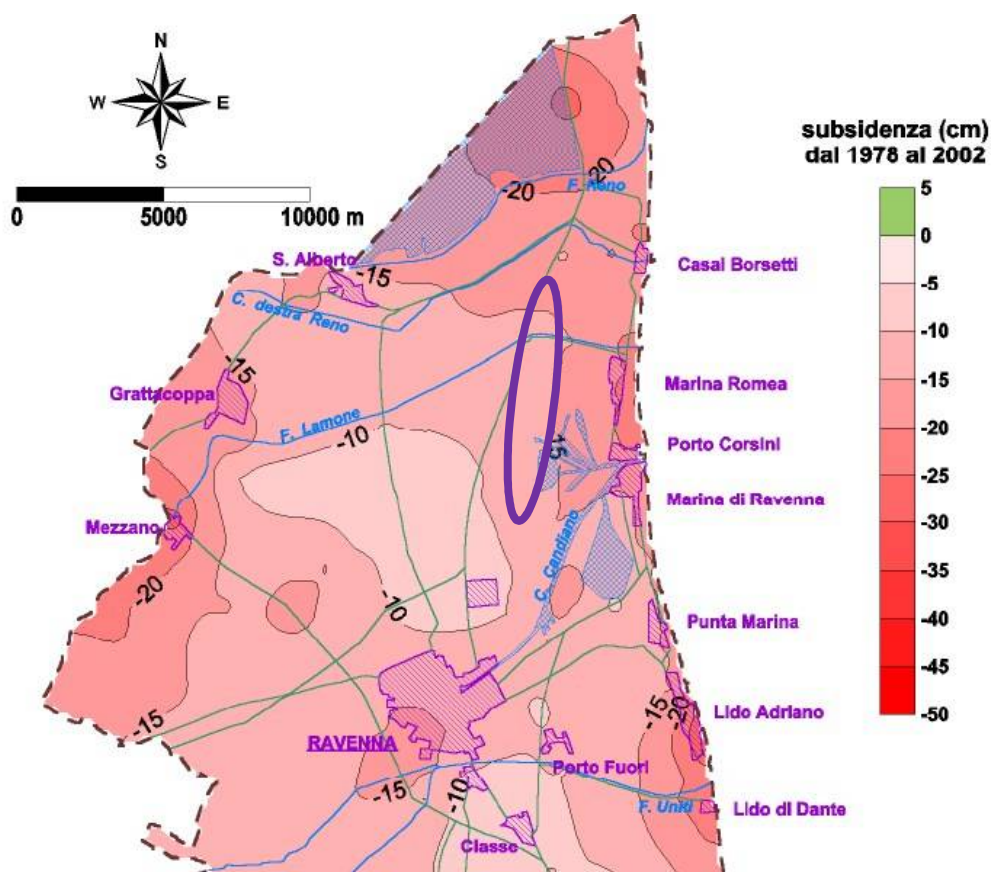 N
W
E
S
0
5000
10000 m
subsidenza (cm)
dal 1978 al 2002
5
0
-5
-10
-15
-20
-25
-30
-35
-40
-45
-50
-20
-20
F. Reno
S. Alberto
-15
Casal Borsetti
C. destra Reno
-15
Grattacoppa
Marina Romea
F. Lamone
-10
15
Porto Corsini
Marina di Ravenna
Mezzano
C. Candiano
-20
-10
Punta Marina
-15
-15
-20
Lido Adriano
RAVENNA
Porto Fuori
-15
-10
F. Uniti
Lido di Dante
Classe